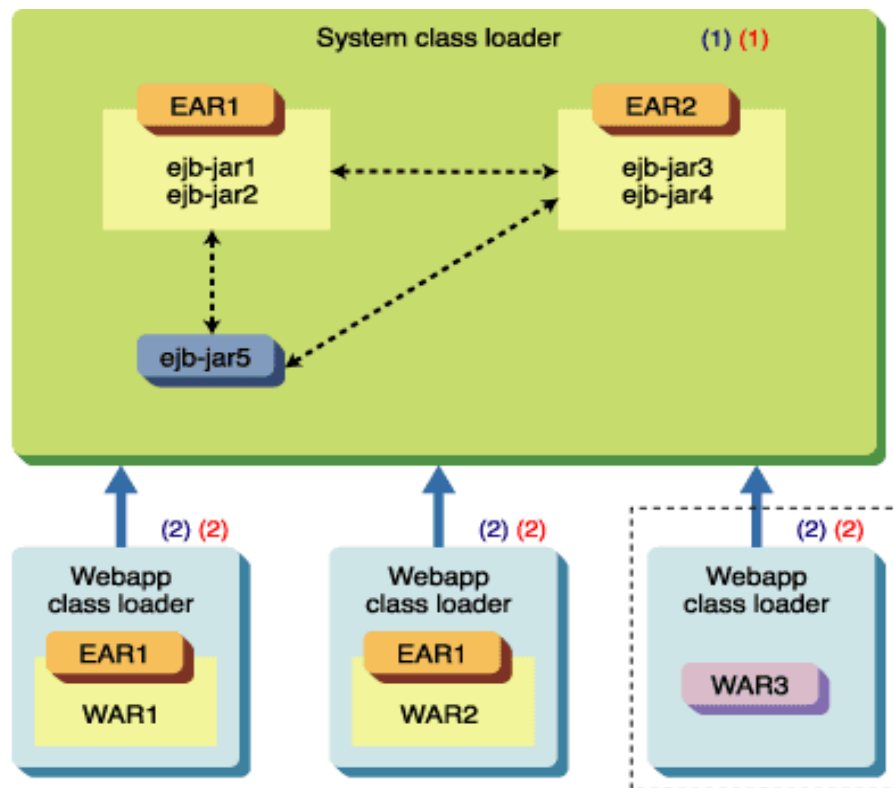 System class loader (1) (1)
EAR1
EAR2
ejb-jar1
ejb-jar2
ejb-jar3
ejb-jar4
ejb-jar5
(2) (2)
(2) (2)
(2) (2)
Webapp
class loader
EAR1
WAR1
Webapp
class loader
EAR1
WAR2
Webapp
class loader
WAR3